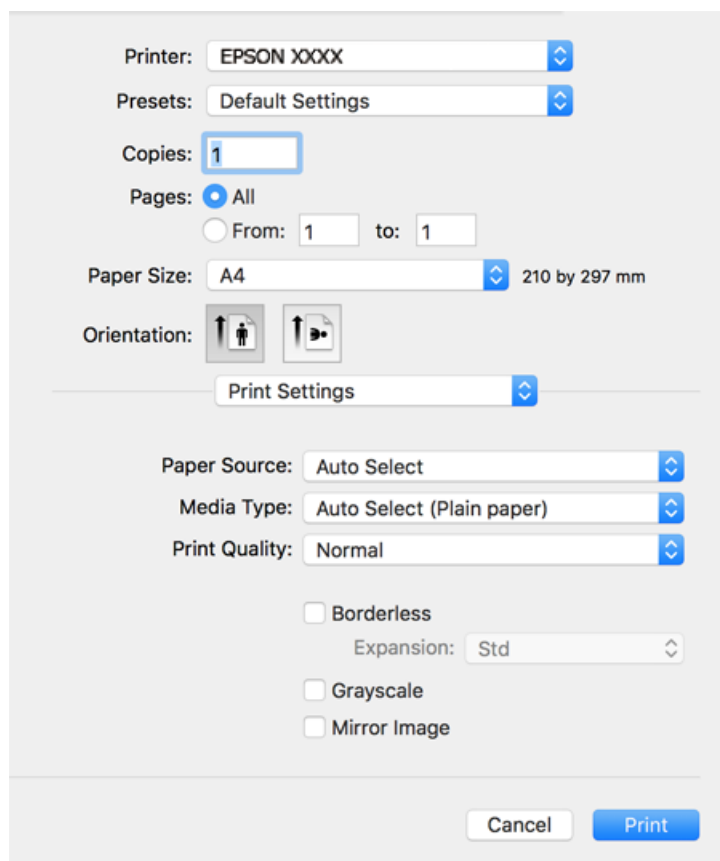 Printer: EPSON XXXX
Presets: Default Settings
Copies: 1
Pages: All
From: 1 to: 1
Paper Size: A4 210 by 297 mm
Orientation:
Print Settings
Paper Source: Auto Select
Media Type: Auto Select (Plain paper)
Print Quality: Normal
Borderless
Expansion: Std
Grayscale
Mirror Image
Cancel Print